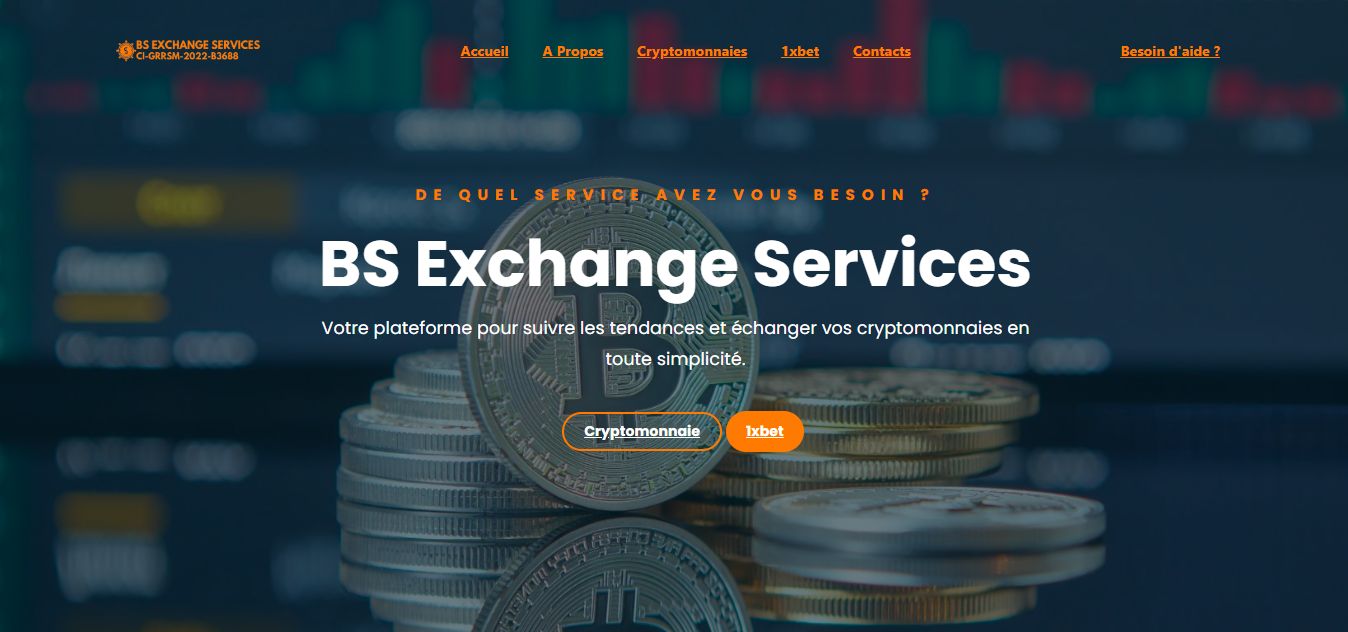 BS EXCHANGE SERVICES
CI-GRRSM-2022-B3688
Accueil
A Propos
Cryptomonnaies
1xbet
Contacts
Besoin d'aide ?
DE QUEL SERVICE AVEZ VOUS BESOIN ?
BS Exchange Services
Votre plateforme pour suivre les tendances et échanger vos cryptomonnaies en
toute simplicité.
Cryptomonnaie
1xbet